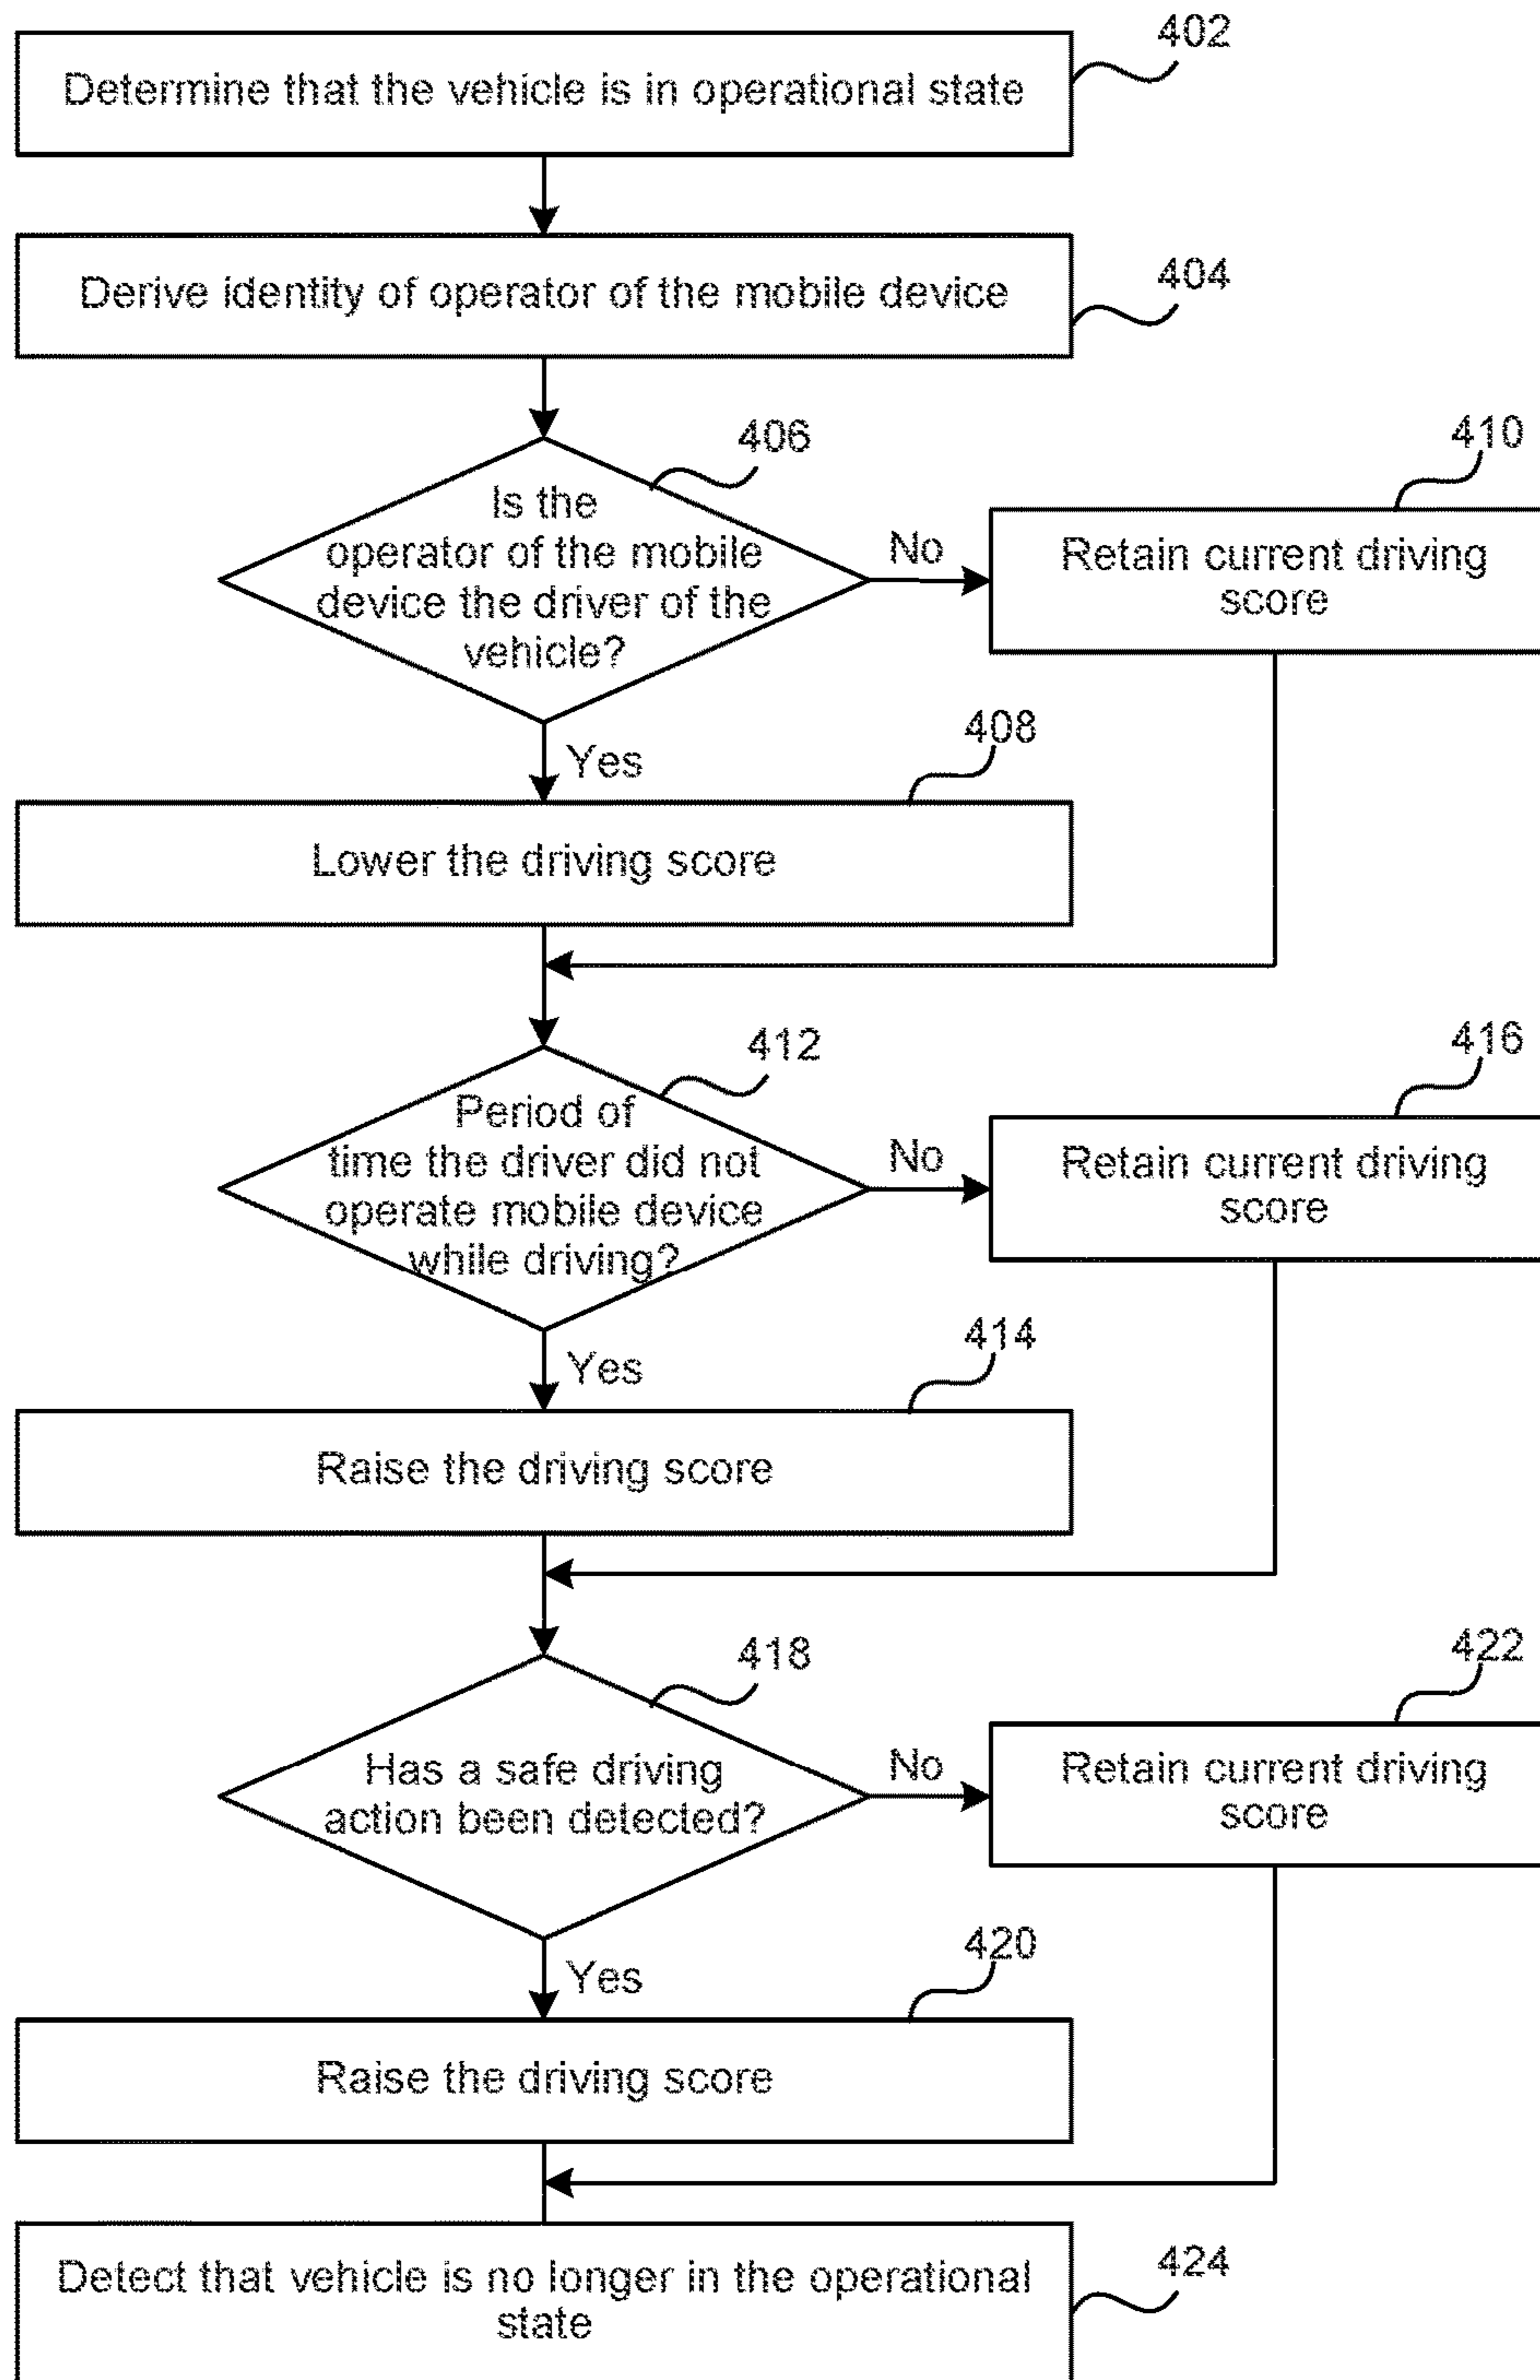 402
Determine that the vehicle is in operational state
404
Derive identity of operator of the mobile device
406
410
Is the
operator of the mobile
device the driver of the
vehicle?
No
Retain current driving
score
Yes
408
Lower the driving score
412
416
Period of
time the driver did not
operate mobile device
while driving?
No
Retain current driving
score
Yes
414
Raise the driving score
418
422
Has a safe driving
action been detected?
No
Retain current driving
score
Yes
420
Raise the driving score
424
Detect that vehicle is no longer in the operational
state